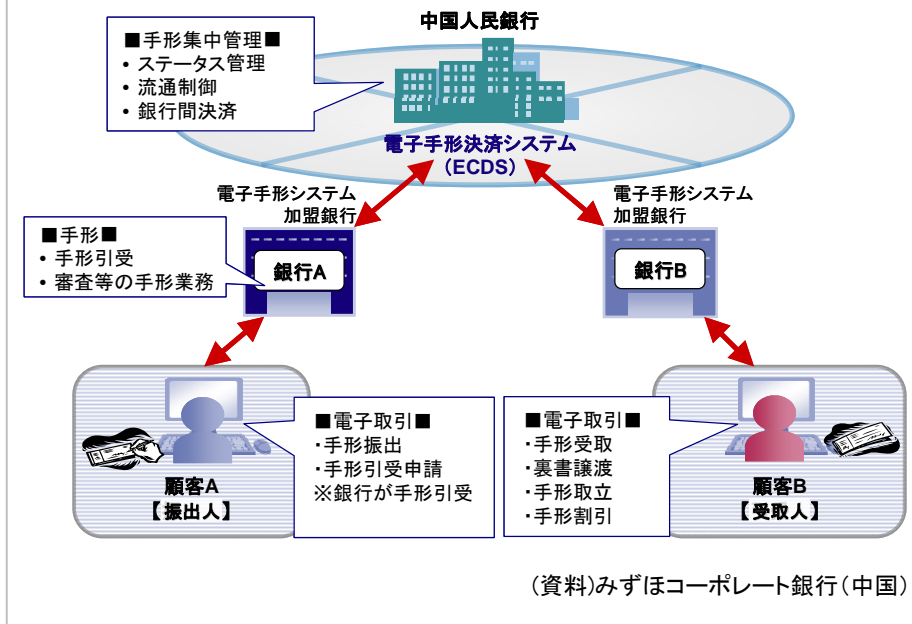 中国人民銀行
■手形集中管理■
• ステータス管理
• 流通制御
• 銀行間決済
電子手形決済システム
(ECDS)
電子手形システム
加盟銀行
電子手形システム
加盟銀行
■手形■
• 手形引受
• 審査等の手形業務
銀行A
銀行B
■電子取引■
・手形振出
・手形引受申請
※銀行が手形引受
■電子取引■
・手形受取
・裏書譲渡
・手形取立
・手形割引
顧客A
【振出人】
顧客B
【受取人】
(資料)みずほコーポレート銀行(中国)